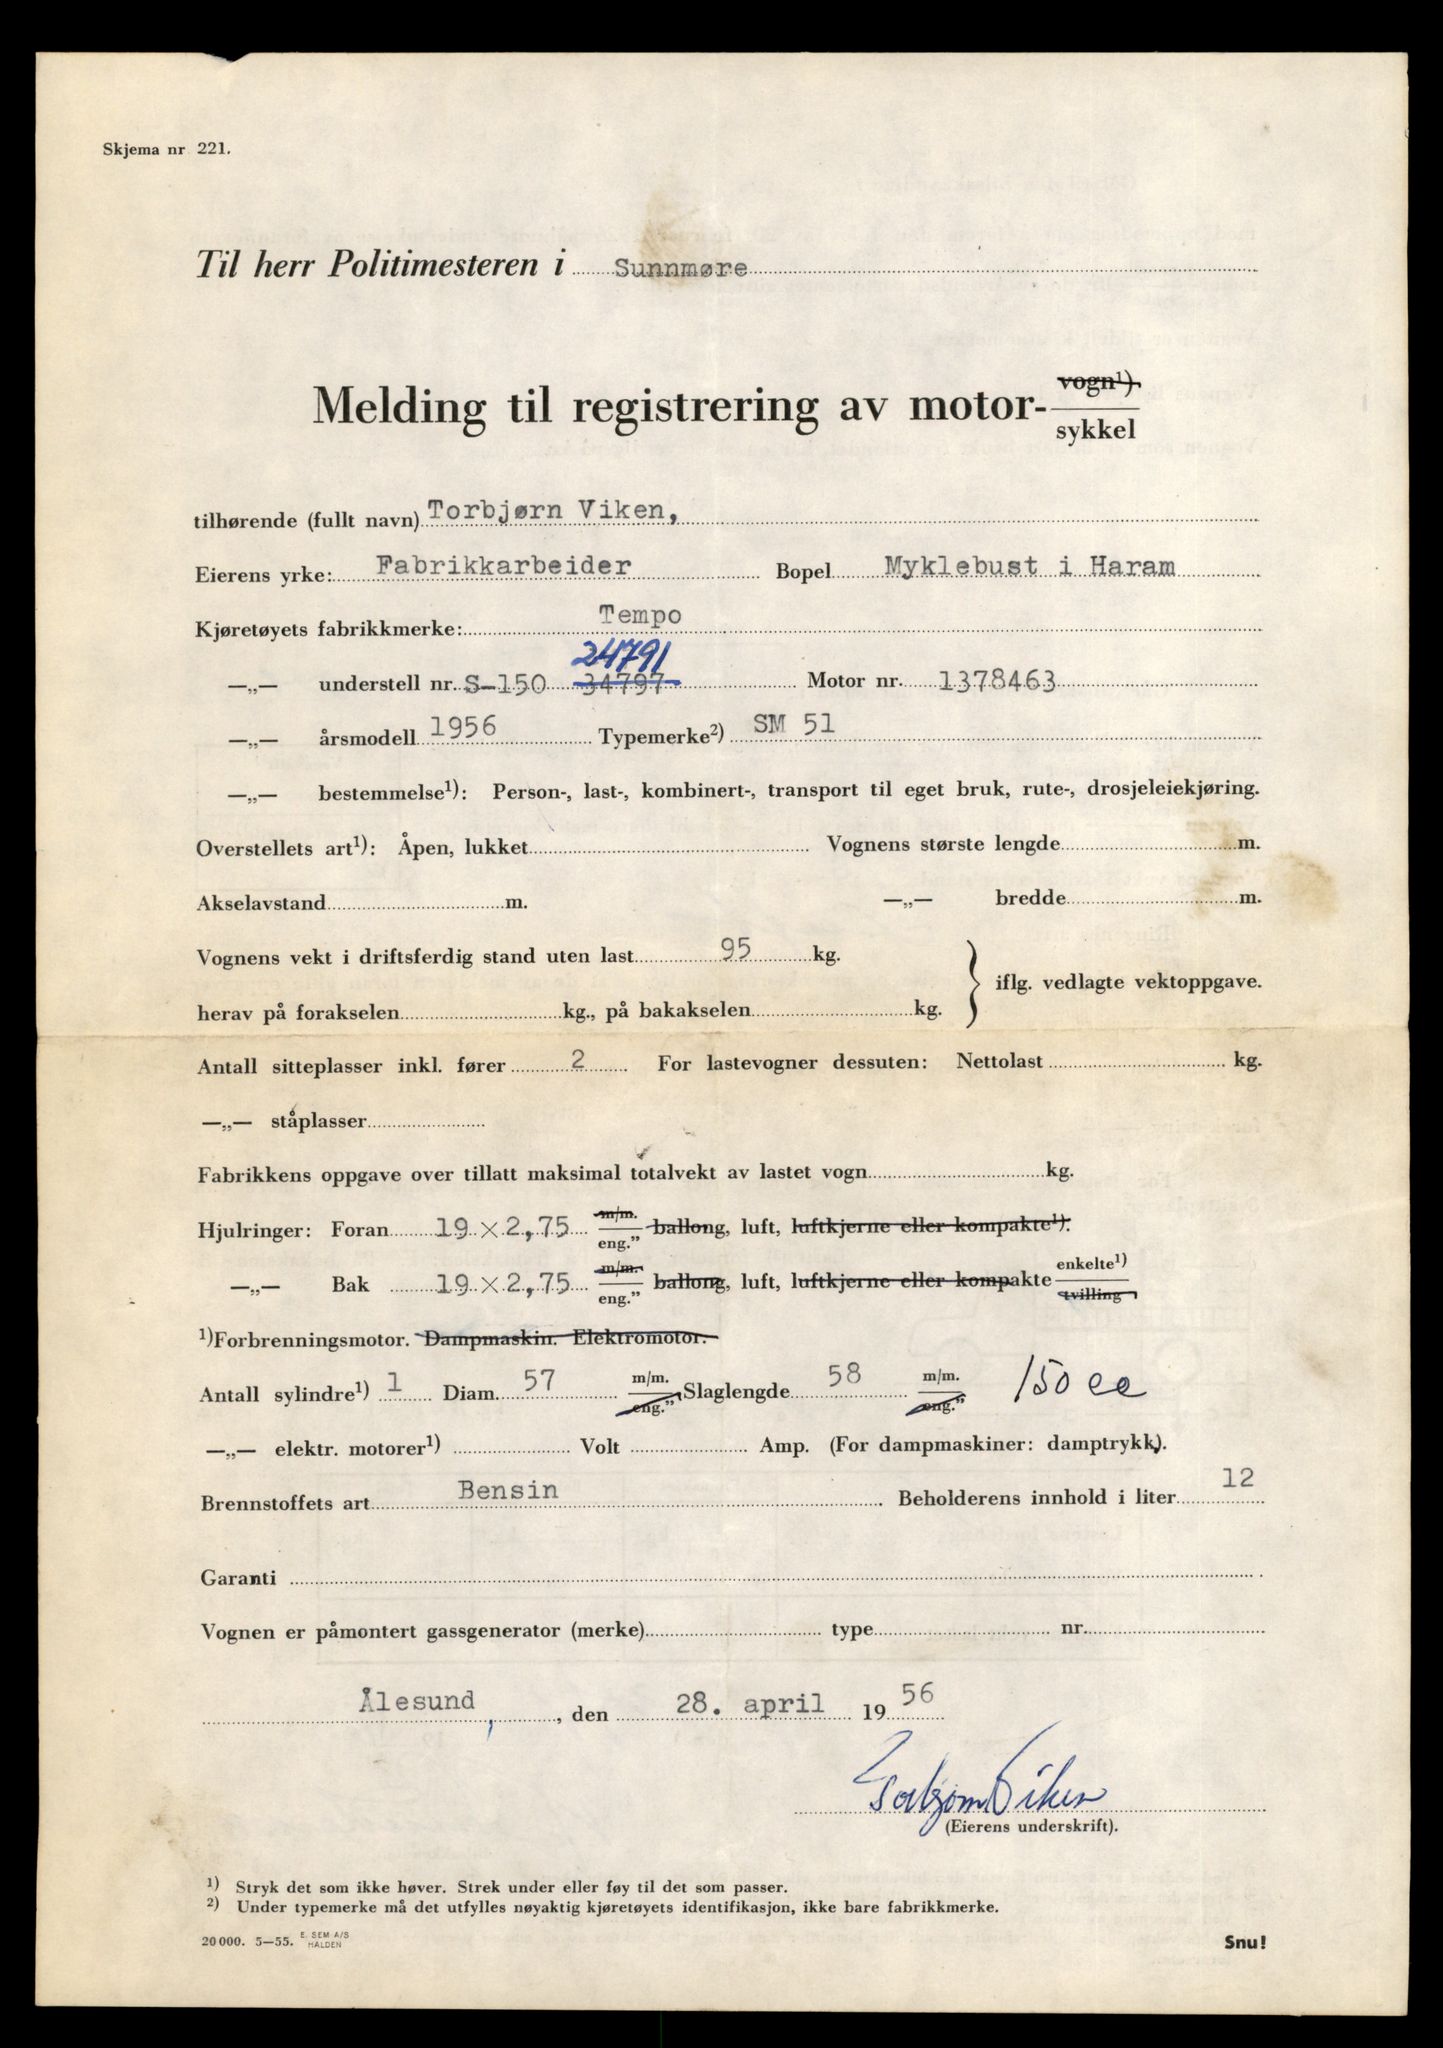 Skjema nr 221.
Til herr Politimesteren i Sunnmøre
Melding til registrering av motor- vogn¹). sykkel
tilhørende (fullt navn) Torbjørn Viken,
Eierens yrke: Fabrikkarbeider Bopel Myklebust i Haram
Kjøretøyets fabrikkmerke: Tempo
24791
—„— understell nr. S-150 34797 Motor nr. 1378463
—„— årsmodell 1956 Typemerke²) SM 51
—„— bestemmelse¹): Person-, last-, kombinert-, transport til eget bruk, rute-, drosjeleiekjøring.
Overstellets art¹): Åpen, lukket Vognens største lengde m.
Akselavstand m. —„— bredde m.
Vognens vekt i driftsferdig stand uten last 95 kg.
iflg. vedlagte vektoppgave.
herav på forakselen kg., på bakakselen kg.
Antall sitteplasser inkl. fører 2 For lastevogner dessuten: Nettolast kg.
—„— ståplasser
Fabrikkens oppgave over tillatt maksimal totalvekt av lastet vogn kg.
Hjulringer: Foran 19 × 2,75 m/m. eng.” ballong, luft, luftkjerne eller kompakte¹).
—„— Bak 19 × 2,75 m/m. eng.” ballong, luft, luftkjerne eller kompakte enkelte¹) tvilling
¹)Forbrenningsmotor. Dampmaskin. Elektromotor.
Antall sylindre¹) 1 Diam. 57 m/m. eng.” Slaglengde 58 m/m. eng.” 150 cc
—„— elektr. motorer¹) Volt Amp. (For dampmaskiner: damptrykk).
Brennstoffets art Bensin Beholderens innhold i liter 12
Garanti
Vognen er påmontert gassgenerator (merke) type nr.
Ålesund, , den 28. april 1956
Torbjørn Viken
(Eierens underskrift).
¹) Stryk det som ikke høver. Strek under eller føy til det som passer.
²) Under typemerke må det utfylles nøyaktig kjøretøyets identifikasjon, ikke bare fabrikkmerke.
20 000. 5—55. E. SEM A/S HALDEN
Snu!